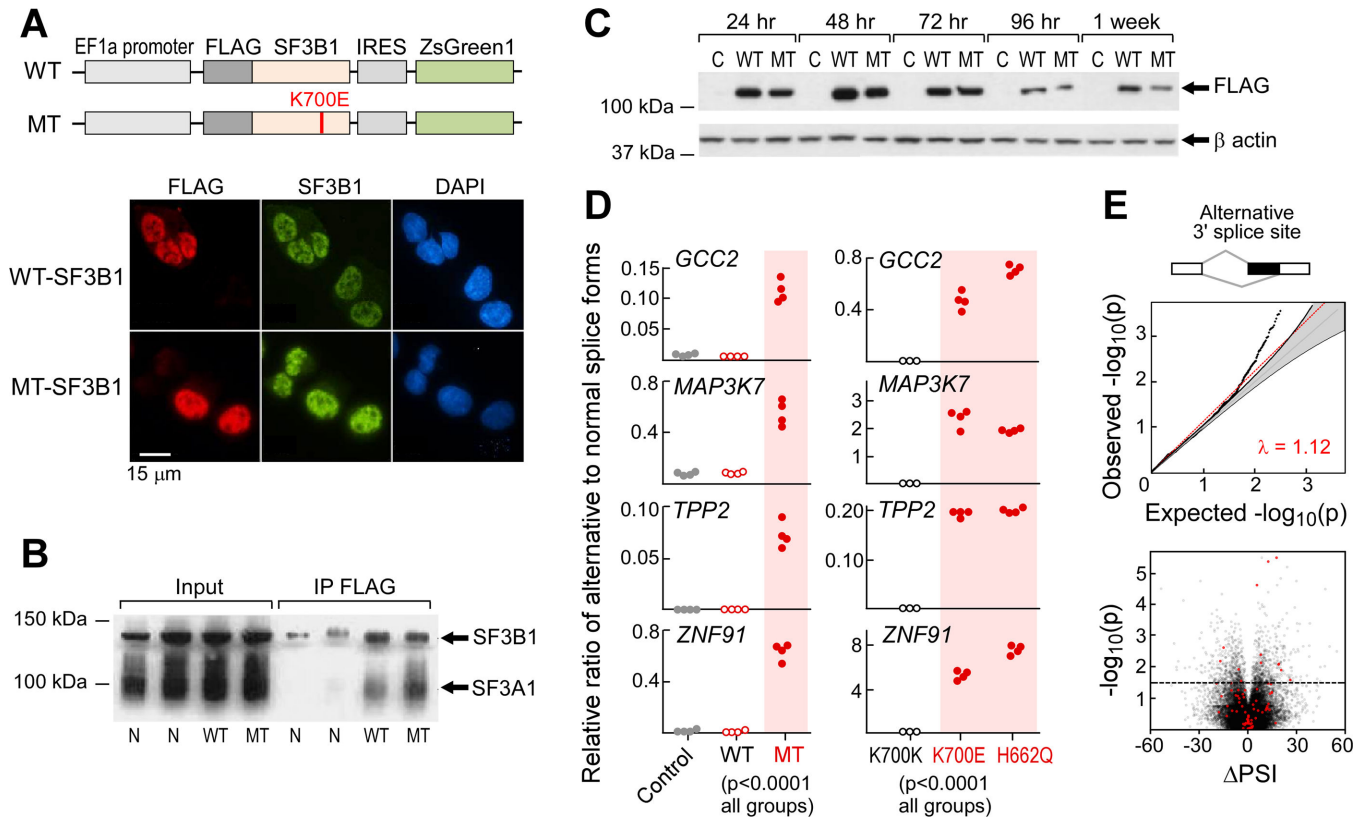 A
EF1a promoter FLAG SF3B1 IRES ZsGreen1
WT
K700E
MT
FLAG SF3B1 DAPI
WT-SF3B1
MT-SF3B1
15 μm
B
Input IP FLAG
150 kDa
SF3B1
100 kDa
SF3A1
N N WT MT N N WT MT
C
24 hr 48 hr 72 hr 96 hr 1 week
C WT MT C WT MT C WT MT C WT MT C WT MT
FLAG
100 kDa
β actin
37 kDa
D
Relative ratio of alternative to normal splice forms
GCC2
0.15
0.10
0.05
GCC2
0.8
0.4
MAP3K7
0.8
0.4
MAP3K7
3
2
1
TPP2
0.10
0.05
TPP2
0.20
0.10
ZNF91
0.8
0.4
ZNF91
8
4
Control WT MT
(p<0.0001
all groups)
K700K K700E H662Q
(p<0.0001
all groups)
E
Alternative
3' splice site
Observed -log10(p)
3
2
1
0
λ = 1.12
0 1 2 3
Expected -log10(p)
-log10(p)
5
4
3
2
1
-60 -30 0 30 60
ΔPSI